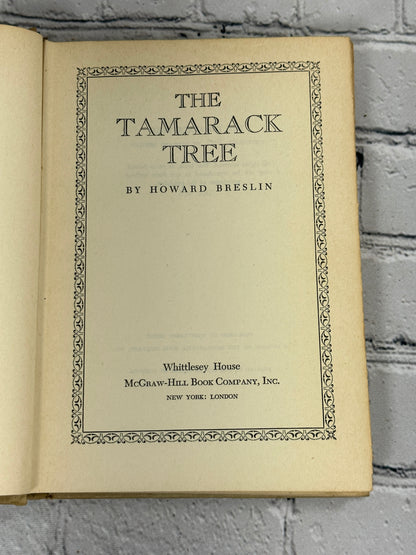 THE
TAMARACK
TREE
BY HOWARD BRESLIN
Whittlesey House
McGraw-Hill Book Company, Inc.
NEW YORK: LONDON